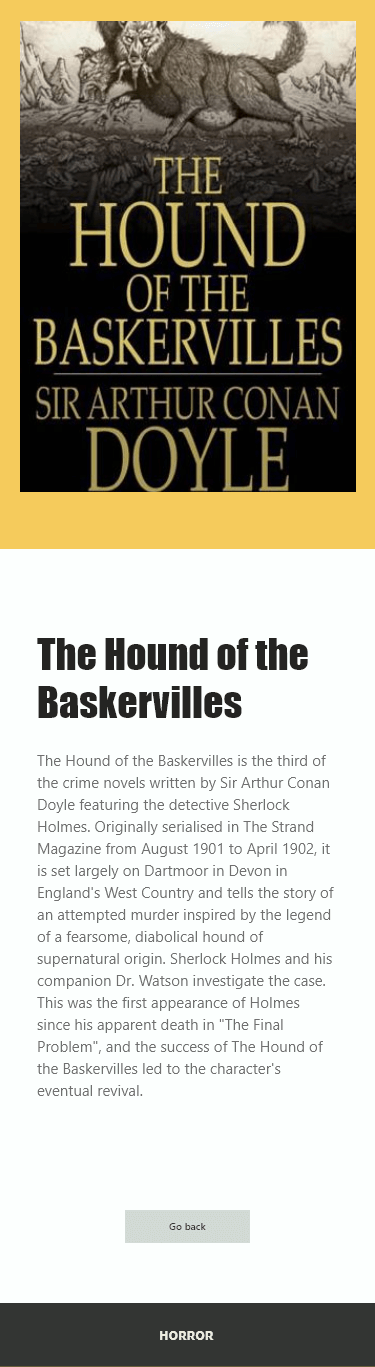 THE
HOUND
OF THE
BASKERVILLES
SIR ARTHUR CONAN
DOYLE
The Hound of the
Baskervilles
The Hound of the Baskervilles is the third of
the crime novels written by Sir Arthur Conan
Doyle featuring the detective Sherlock
Holmes. Originally serialised in The Strand
Magazine from August 1901 to April 1902, it
is set largely on Dartmoor in Devon in
England's West Country and tells the story of
an attempted murder inspired by the legend
of a fearsome, diabolical hound of
supernatural origin. Sherlock Holmes and his
companion Dr. Watson investigate the case.
This was the first appearance of Holmes
since his apparent death in "The Final
Problem", and the success of The Hound of
the Baskervilles led to the character's
eventual revival.
Go back
HORROR